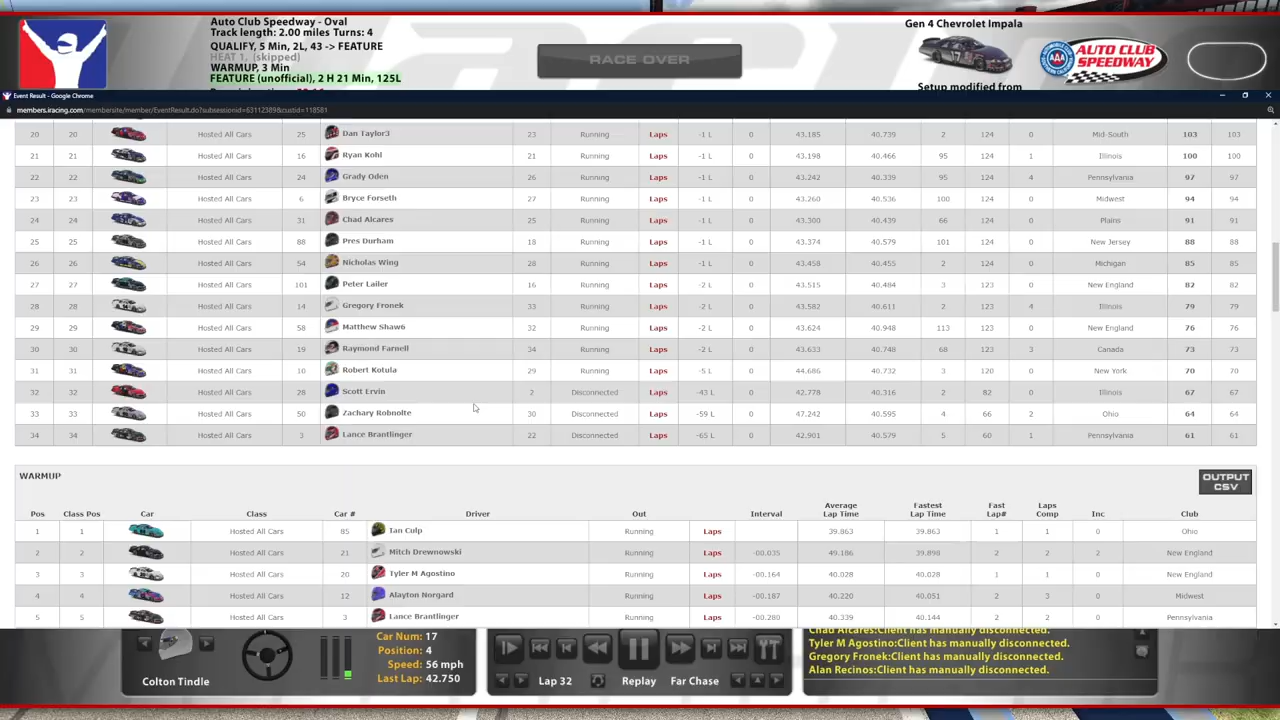 Auto Club Speedway - Oval
Track length: 2.00 miles Turns: 4
QUALIFY, 5 Min, 2L, 43 -> FEATURE
HEAT 1. (skipped)
WARMUP, 3 Min
FEATURE (unofficial), 2 H 21 Min, 125L
RACE OVER
Gen 4 Chevrolet Impala
AAA AUTO CLUB SPEEDWAY
Setup modified from
Event Result - Google Chrome
members.iracing.com/membersite/member/EventResult.do?subsessionid=63112389&custid=118581
20 20 Hosted All Cars 25 Dan Taylor3 23 Running Laps -1 L 0 43.185 40.739 2 124 0 Mid-South 103 103
21 21 Hosted All Cars 16 Ryan Kohl 21 Running Laps -1 L 0 43.198 40.466 95 124 1 Illinois 100 100
22 22 Hosted All Cars 24 Grady Oden 26 Running Laps -1 L 0 43.242 40.339 95 124 4 Pennsylvania 97 97
23 23 Hosted All Cars 6 Bryce Forseth 27 Running Laps -1 L 0 43.260 40.536 100 124 0 Midwest 94 94
24 24 Hosted All Cars 31 Chad Alcares 25 Running Laps -1 L 0 43.300 40.439 66 124 0 Plains 91 91
25 25 Hosted All Cars 88 Pres Durham 18 Running Laps -1 L 0 43.374 40.579 101 124 0 New Jersey 88 88
26 26 Hosted All Cars 54 Nicholas Wing 28 Running Laps -1 L 0 43.458 40.455 2 124 0 Michigan 85 85
27 27 Hosted All Cars 101 Peter Lailer 16 Running Laps -2 L 0 43.515 40.484 3 123 0 New England 82 82
28 28 Hosted All Cars 14 Gregory Fronek 33 Running Laps -2 L 0 43.582 40.611 2 123 4 Illinois 79 79
29 29 Hosted All Cars 58 Matthew Shaw6 32 Running Laps -2 L 0 43.624 40.948 113 123 0 New England 76 76
30 30 Hosted All Cars 19 Raymond Farnell 34 Running Laps -2 L 0 43.633 40.748 68 123 3 Canada 73 73
31 31 Hosted All Cars 10 Robert Kotula 29 Running Laps -5 L 0 44.686 40.732 3 120 0 New York 70 70
32 32 Hosted All Cars 28 Scott Ervin 2 Disconnected Laps -43 L 0 42.778 40.316 2 82 0 Illinois 67 67
33 33 Hosted All Cars 50 Zachary Robnolte 30 Disconnected Laps -59 L 0 47.242 40.595 4 66 2 Ohio 64 64
34 34 Hosted All Cars 3 Lance Brantlinger 22 Disconnected Laps -65 L 0 42.901 40.579 5 60 1 Pennsylvania 61 61
WARMUP
OUTPUT CSV
Pos Class Pos Car Class Car # Driver Out Interval Average Lap Time Fastest Lap Time Fast Lap# Laps Comp Inc Club
1 1 Hosted All Cars 85 Ian Culp Running Laps 39.863 39.863 1 1 0 Ohio
2 2 Hosted All Cars 21 Mitch Drewnowski Running Laps -00.035 49.186 39.898 2 2 2 New England
3 3 Hosted All Cars 20 Tyler M Agostino Running Laps -00.164 40.028 40.028 1 1 0 New England
4 4 Hosted All Cars 12 Alayton Norgard Running Laps -00.187 40.220 40.051 2 3 0 Midwest
5 5 Hosted All Cars 3 Lance Brantlinger Running Laps -00.280 40.339 40.144 2 2 0 Pennsylvania
Colton Tindle
Car Num: 17
Position: 4
Speed: 56 mph
Last Lap: 42.750
Lap 32
Replay
Far Chase
Chad Alcares:Client has manually disconnected.
Tyler M Agostino:Client has manually disconnected.
Gregory Fronek:Client has manually disconnected.
Alan Recinos:Client has manually disconnected.